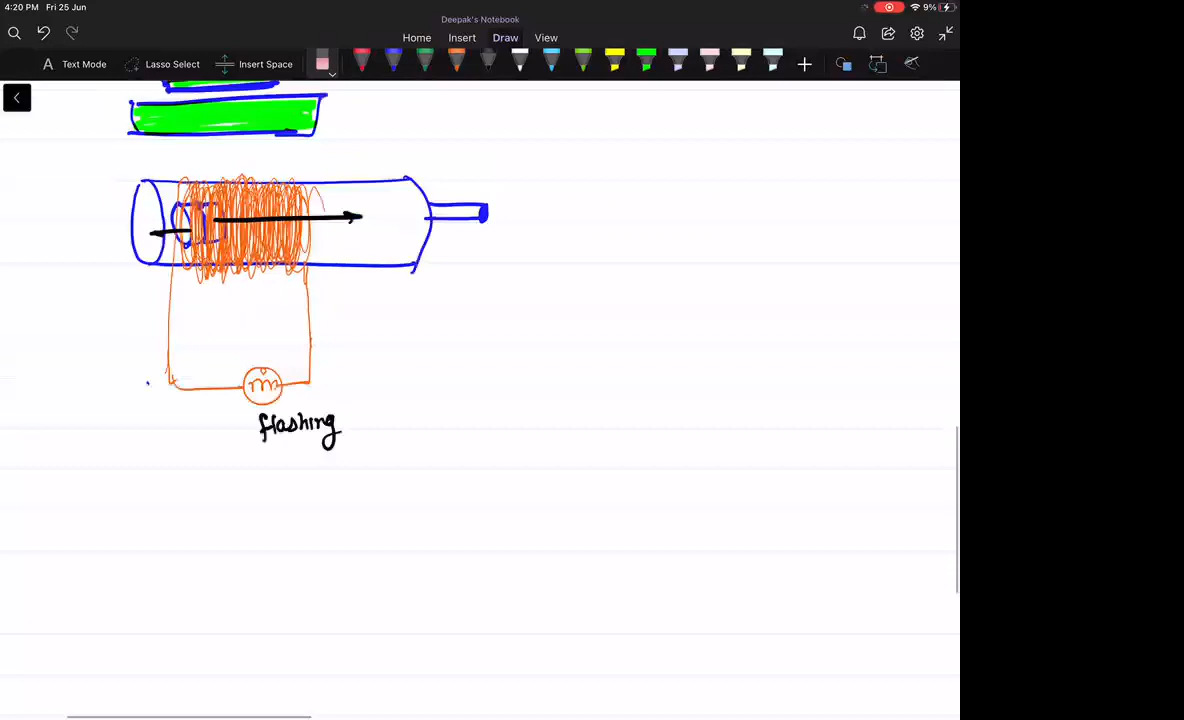 4:20 PM Fri 25 Jun
9%
Deepak's Notebook
Home Insert Draw View
A Text Mode Lasso Select Insert Space
flashing